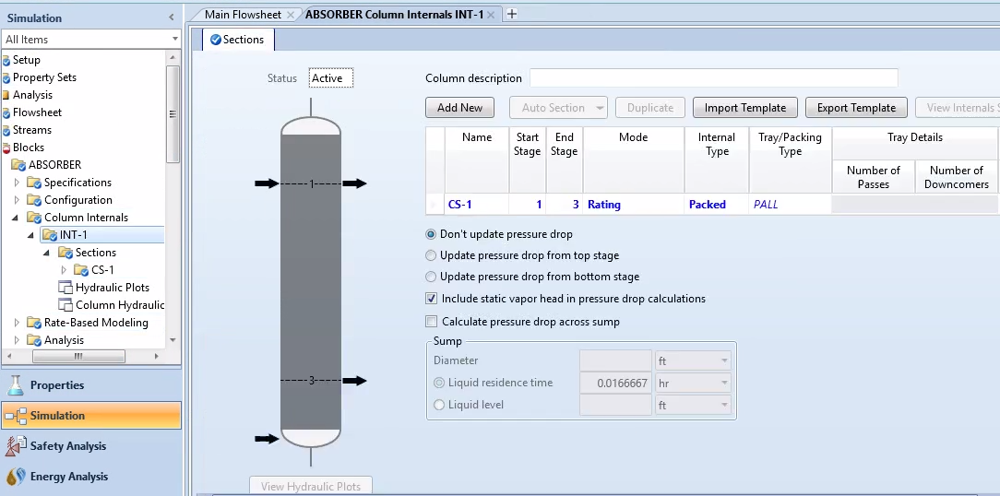 Simulation
All Items
Setup
Property Sets
Analysis
Flowsheet
Streams
Blocks
ABSORBER
Specifications
Configuration
Column Internals
INT-1
Sections
CS-1
Hydraulic Plots
Column Hydraulic
Rate-Based Modeling
Analysis
Properties
Simulation
Safety Analysis
Energy Analysis
Main Flowsheet
ABSORBER Column Internals INT-1
Sections
Status Active
1
3
View Hydraulic Plots
Column description
Add New Auto Section Duplicate Import Template Export Template View Internals S
Name Start Stage End Stage Mode Internal Type Tray/Packing Type Tray Details
Number of Passes Number of Downcomers
CS-1 1 3 Rating Packed PALL
Don't update pressure drop
Update pressure drop from top stage
Update pressure drop from bottom stage
Include static vapor head in pressure drop calculations
Calculate pressure drop across sump
Sump
Diameter ft
Liquid residence time 0.0166667 hr
Liquid level ft